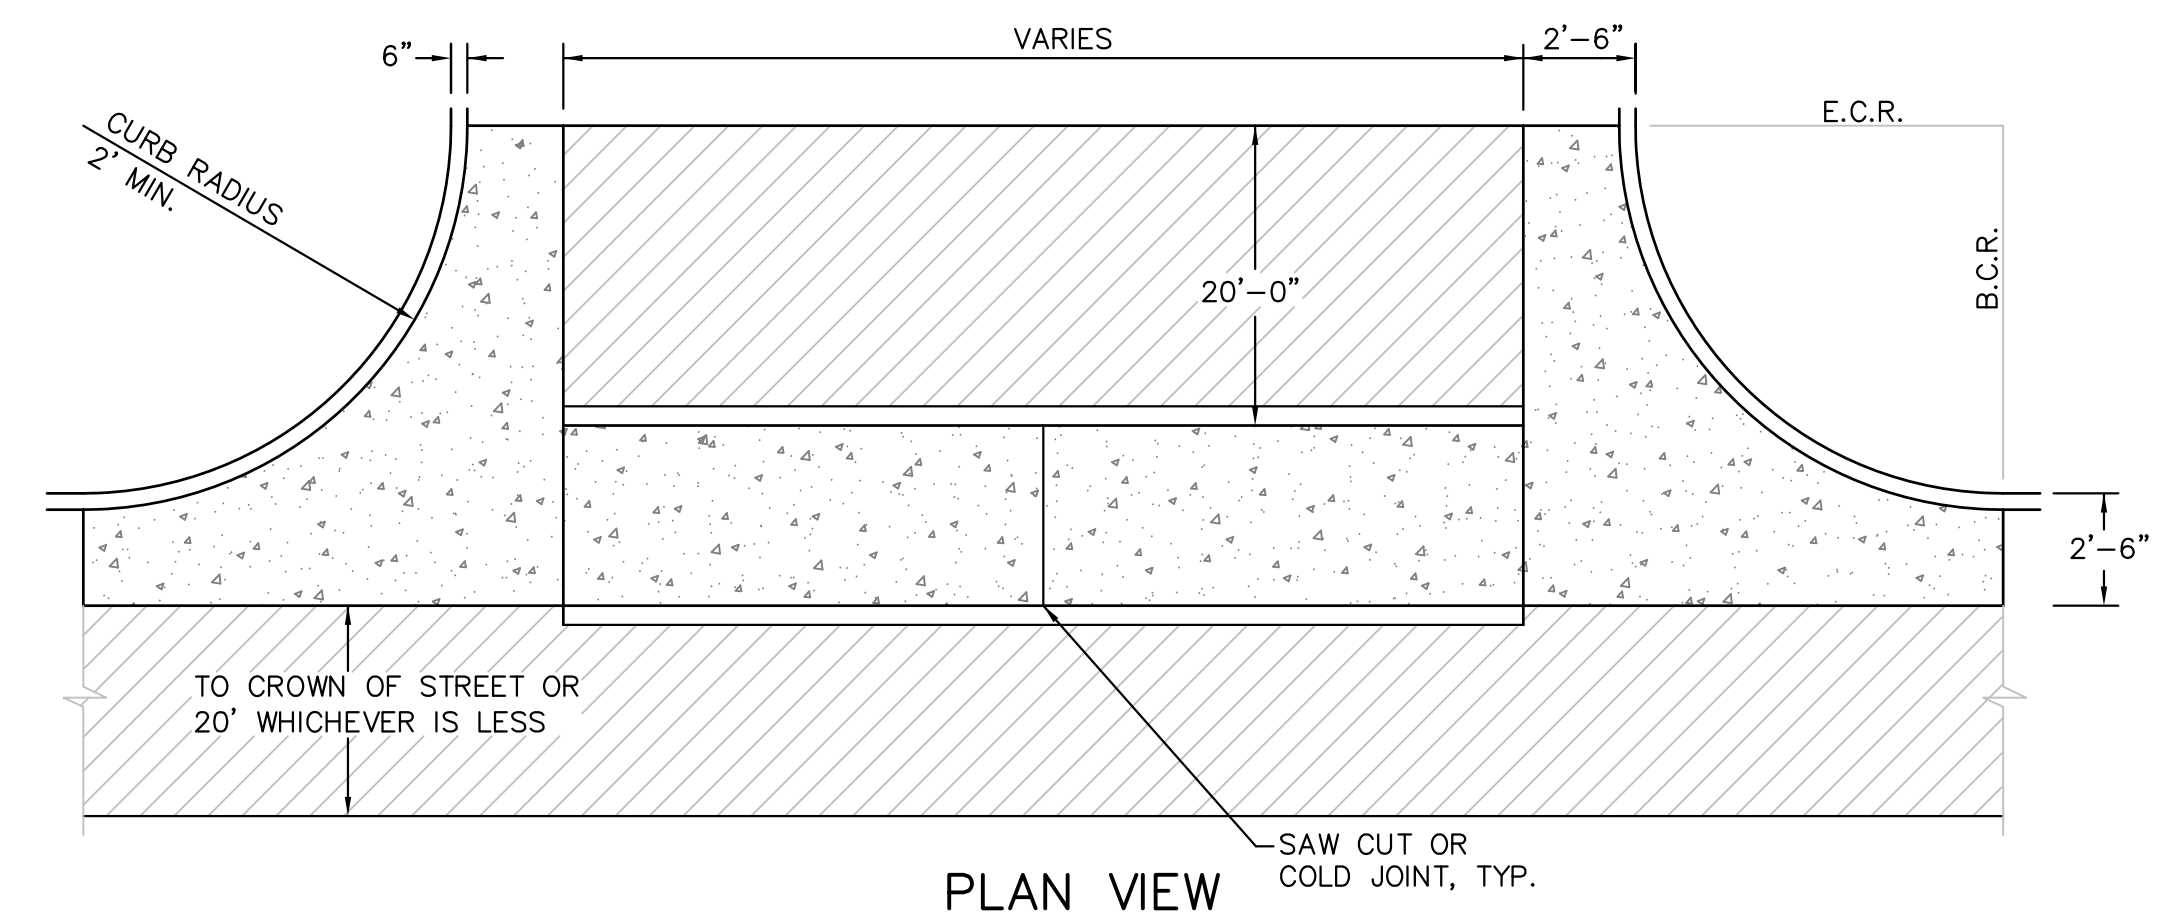 6”
VARIES
2’-6”
E.C.R.
CURB RADIUS
2’ MIN.
B.C.R.
20’-0”
2’-6”
TO CROWN OF STREET OR
20’ WHICHEVER IS LESS
SAW CUT OR
COLD JOINT, TYP.
PLAN VIEW